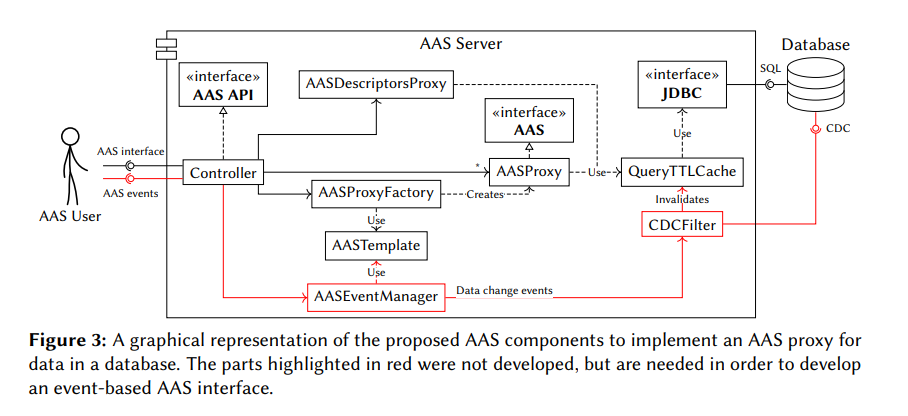 AAS Server
Database
«interface»
AAS API
AASDescriptorsProxy
«interface»
JDBC
SQL
«interface»
AAS
CDC
Use
AAS interface
AAS events
AAS User
Controller
*
AASProxy
Use
QueryTTLCache
AASProxyFactory
Creates
Invalidates
Use
CDCFilter
AASTemplate
Use
AASEventManager
Data change events
Figure 3: A graphical representation of the proposed AAS components to implement an AAS proxy for
data in a database. The parts highlighted in red were not developed, but are needed in order to develop
an event-based AAS interface.